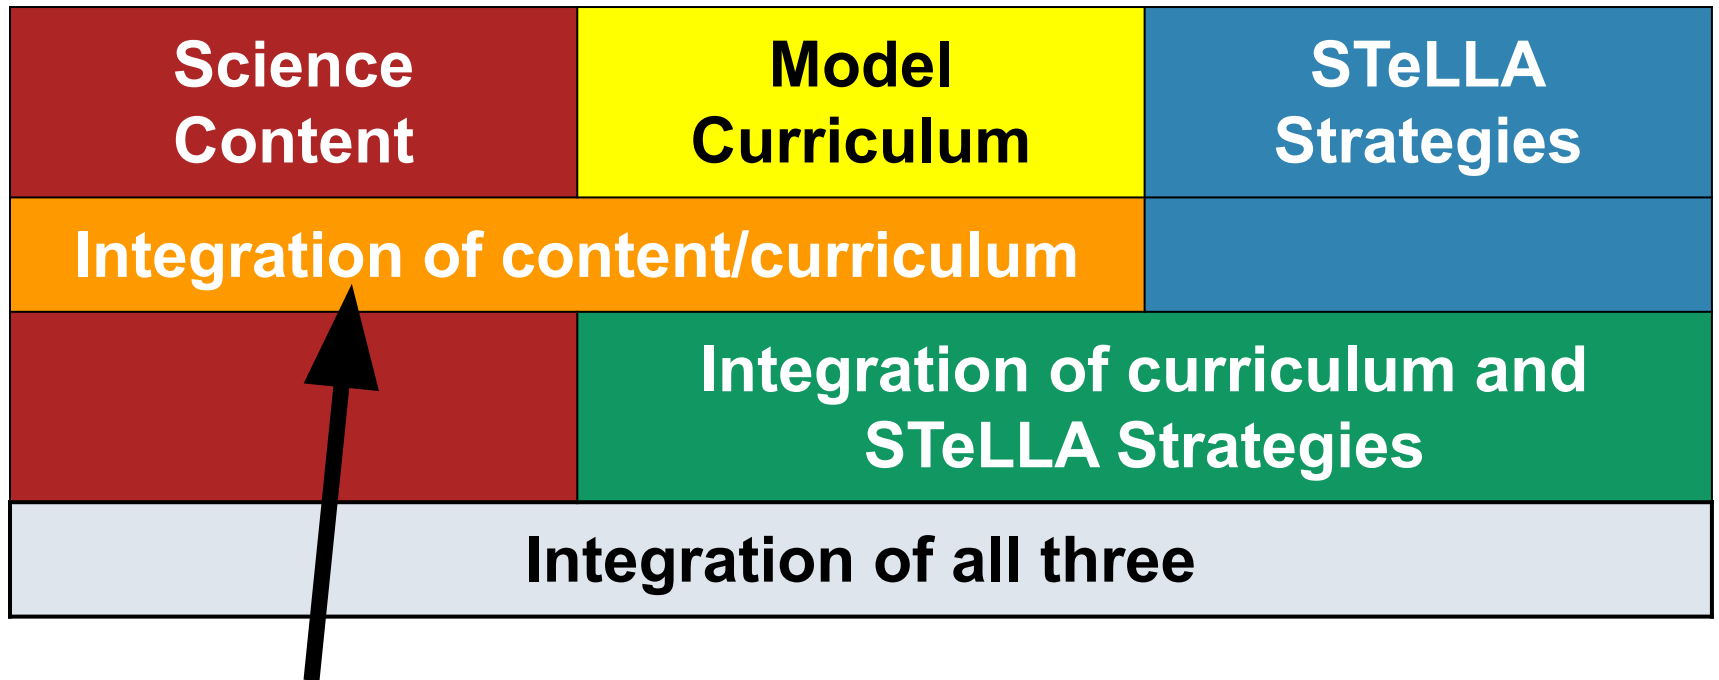 Science
Content
Model
Curriculum
STeLLA
Strategies
Integration of content/curriculum
Integration of curriculum and
STeLLA Strategies
Integration of all three